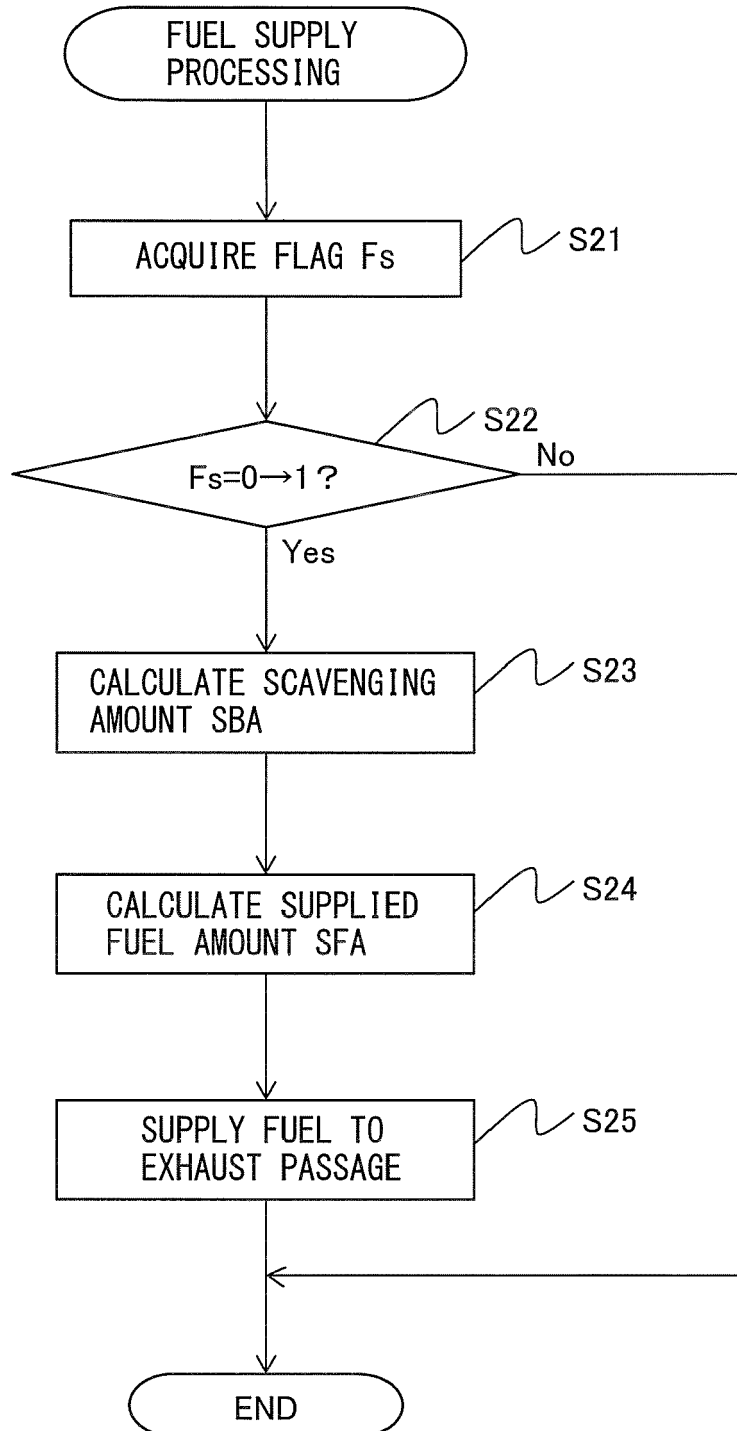 FUEL SUPPLY
PROCESSING
ACQUIRE FLAG Fs
S21
Fs=0→1?
S22
No
Yes
CALCULATE SCAVENGING
AMOUNT SBA
S23
CALCULATE SUPPLIED
FUEL AMOUNT SFA
S24
SUPPLY FUEL TO
EXHAUST PASSAGE
S25
END